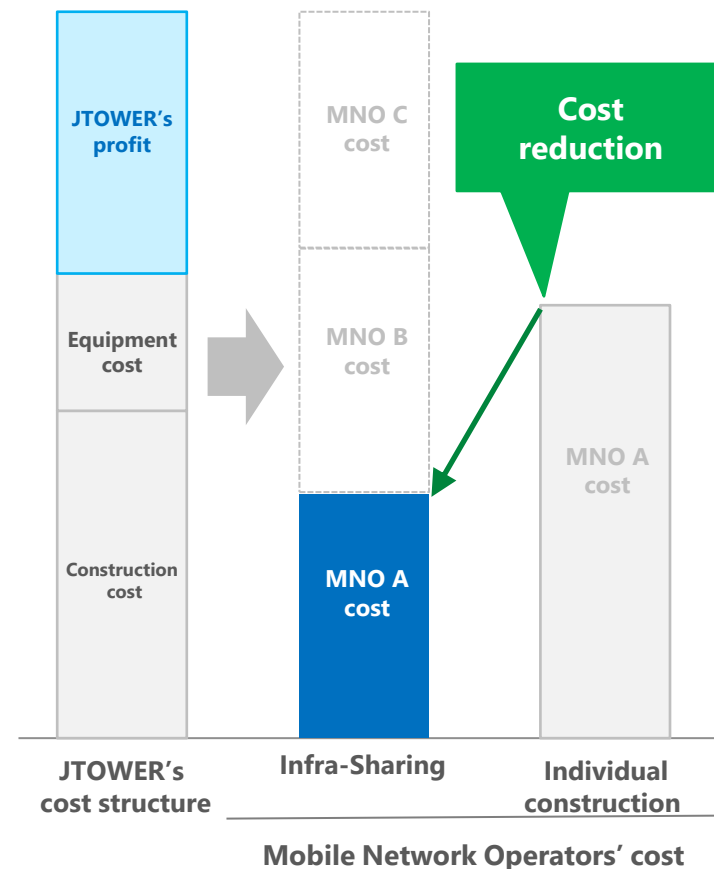 JTOWER’s
profit
Equipment
cost
Construction
cost
MNO C
cost
MNO B
cost
MNO A
cost
Cost
reduction
MNO A
cost
JTOWER’s
cost structure
Infra-Sharing
Individual
construction
Mobile Network Operators’ cost